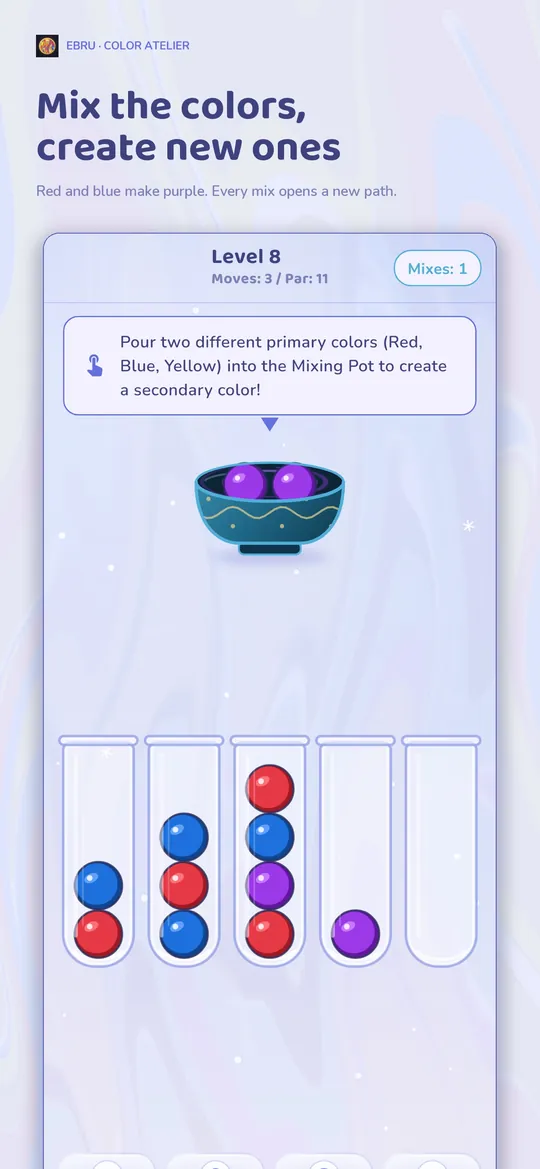 EBRU · COLOR ATELIER
Mix the colors,
create new ones
Red and blue make purple. Every mix opens a new path.
Level 8
Moves: 3 / Par: 11
Mixes: 1
Pour two different primary colors (Red,
Blue, Yellow) into the Mixing Pot to create
a secondary color!